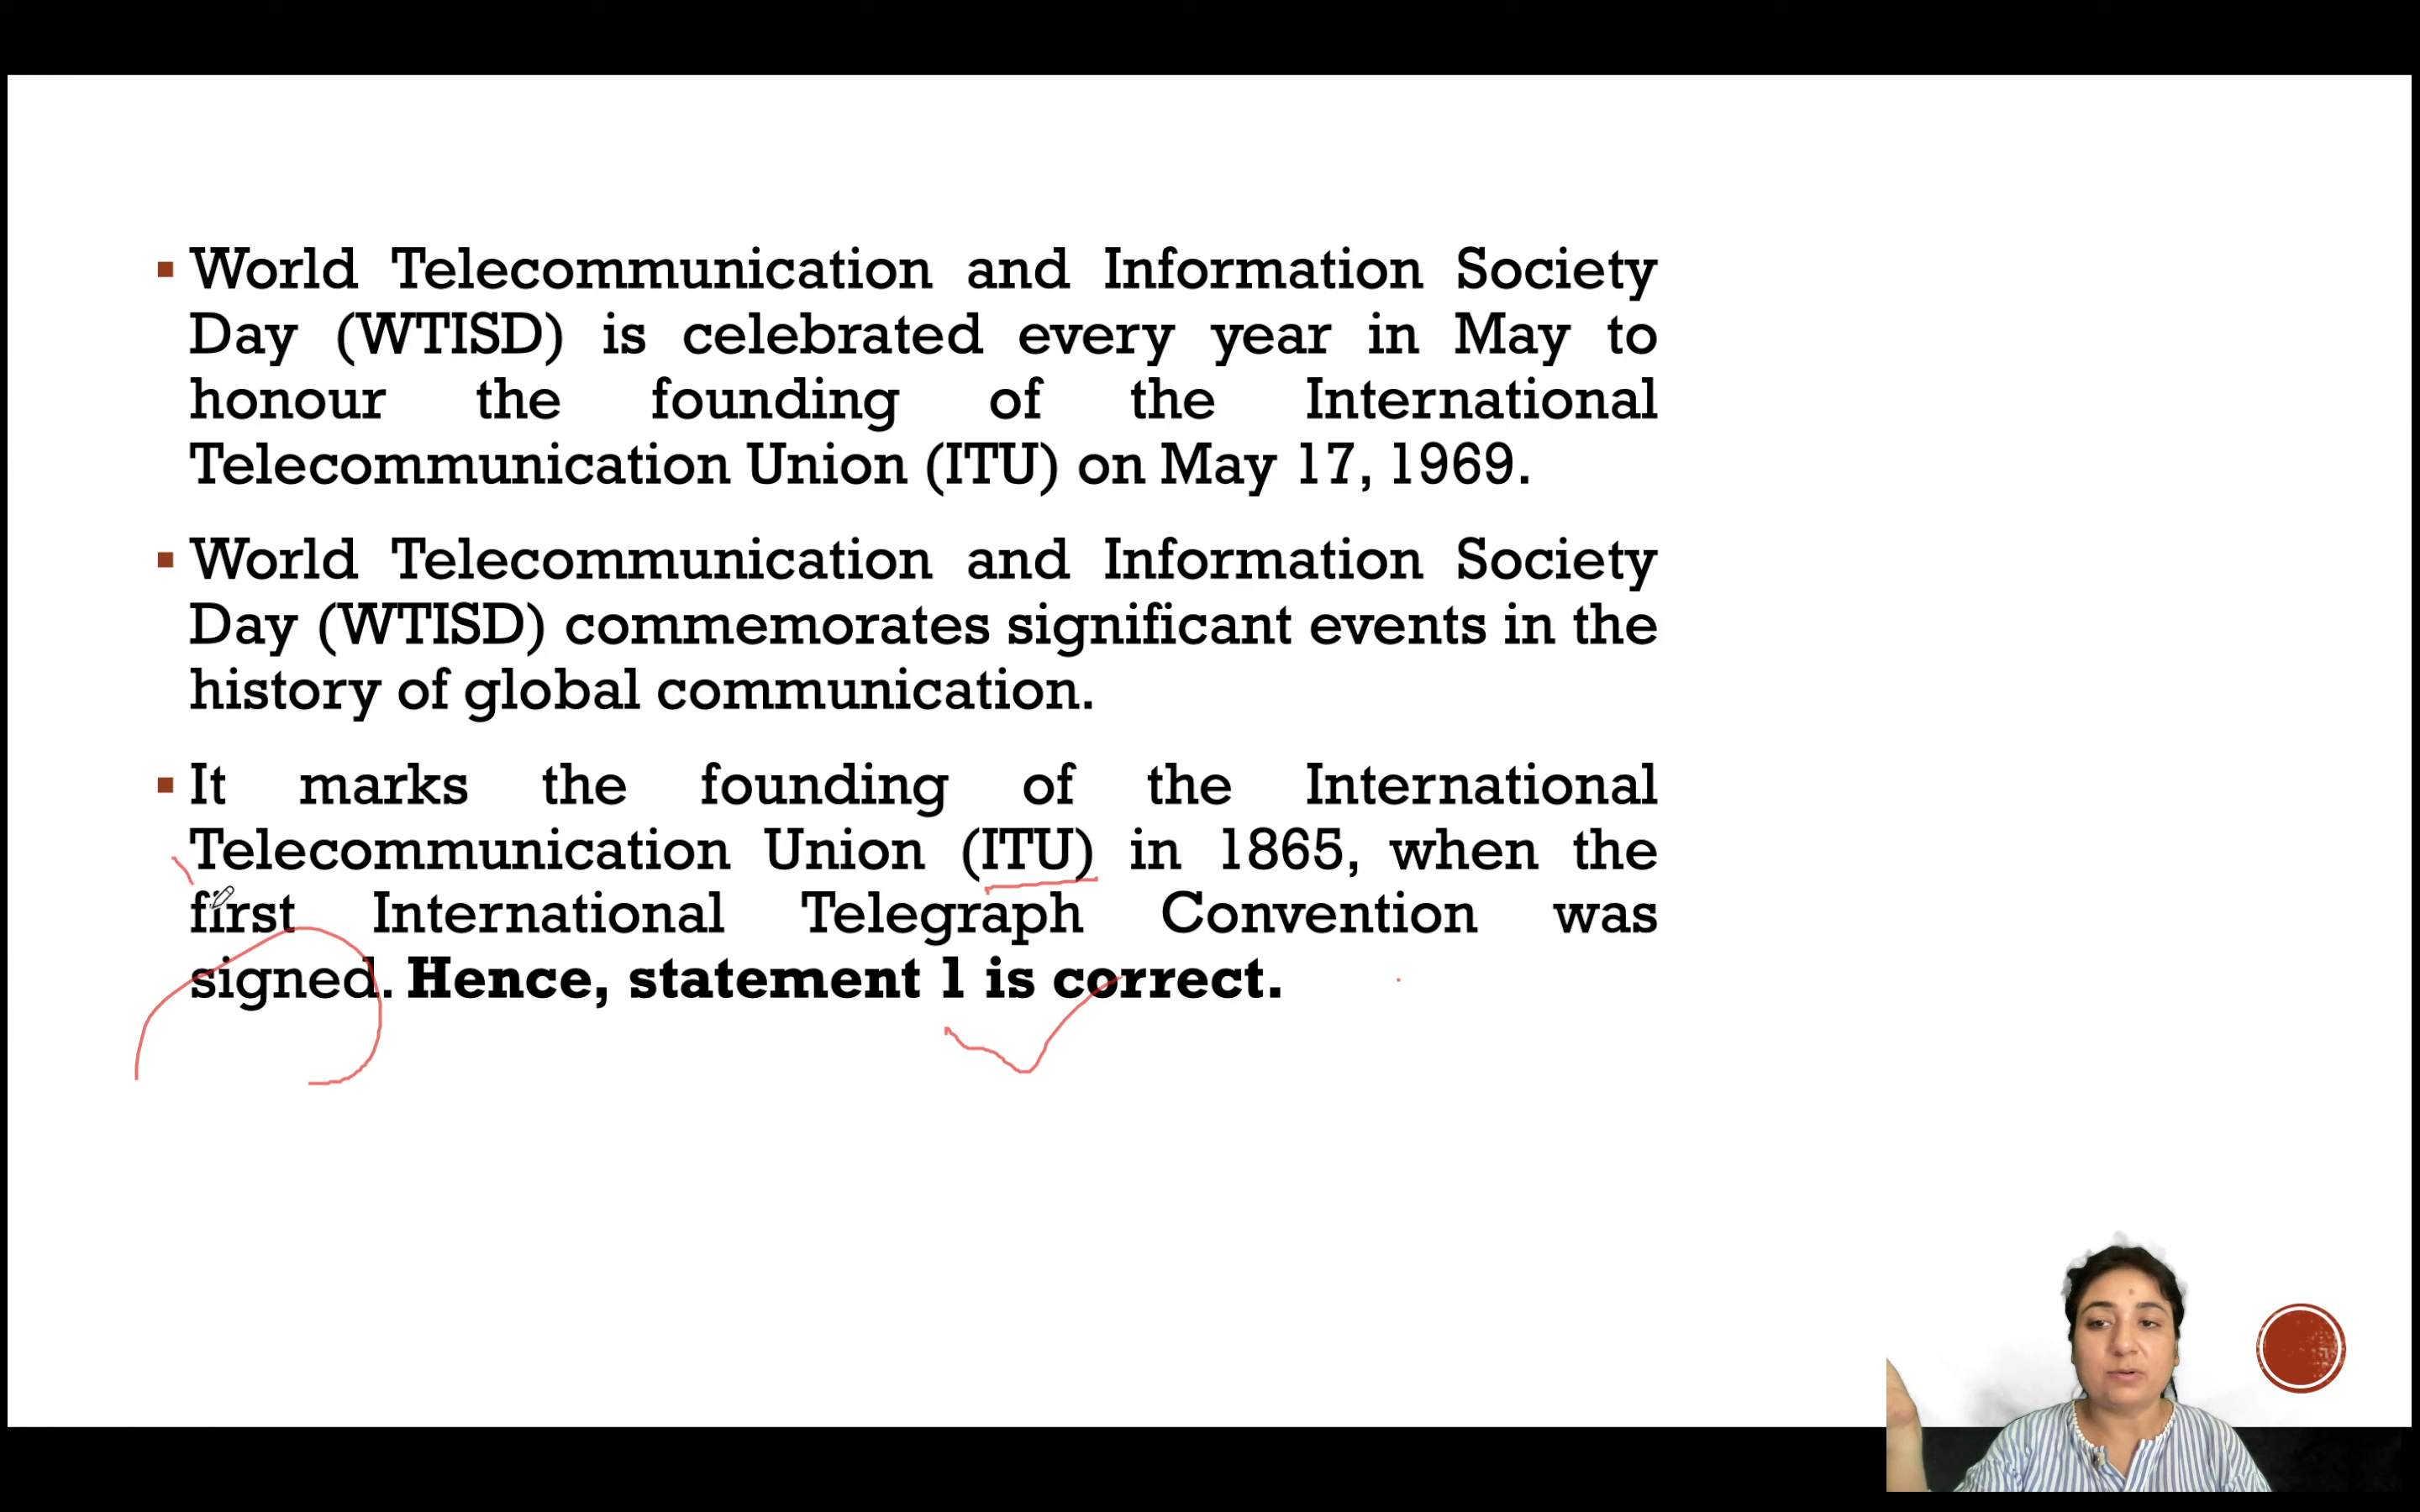 World Telecommunication and Information Society
Day (WTISD) is celebrated every year in May to
honour the founding of the International
Telecommunication Union (ITU) on May 17, 1969.
World Telecommunication and Information Society
Day (WTISD) commemorates significant events in the
history of global communication.
It marks the founding of the International
Telecommunication Union (ITU) in 1865, when the
first International Telegraph Convention was
signed. Hence, statement 1 is correct.